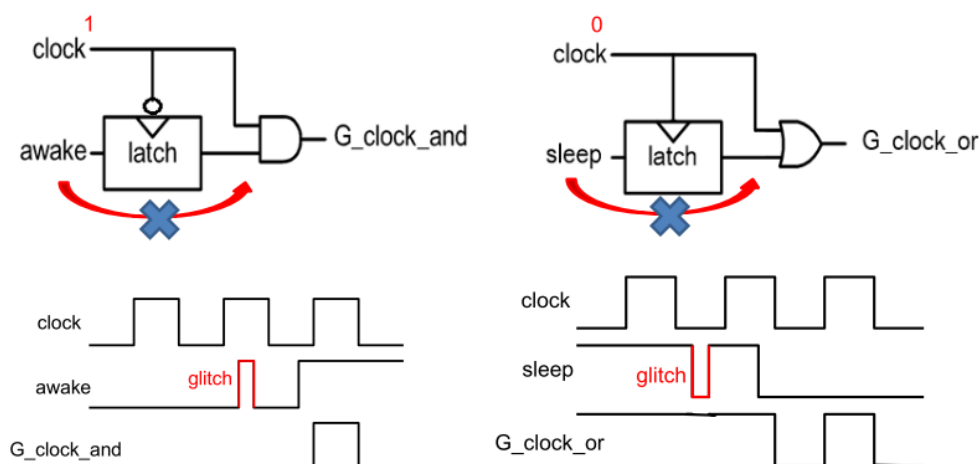 1
clock
awake
latch
G_clock_and
0
clock
sleep
latch
G_clock_or
clock
awake
glitch
G_clock_and
clock
sleep
glitch
G_clock_or